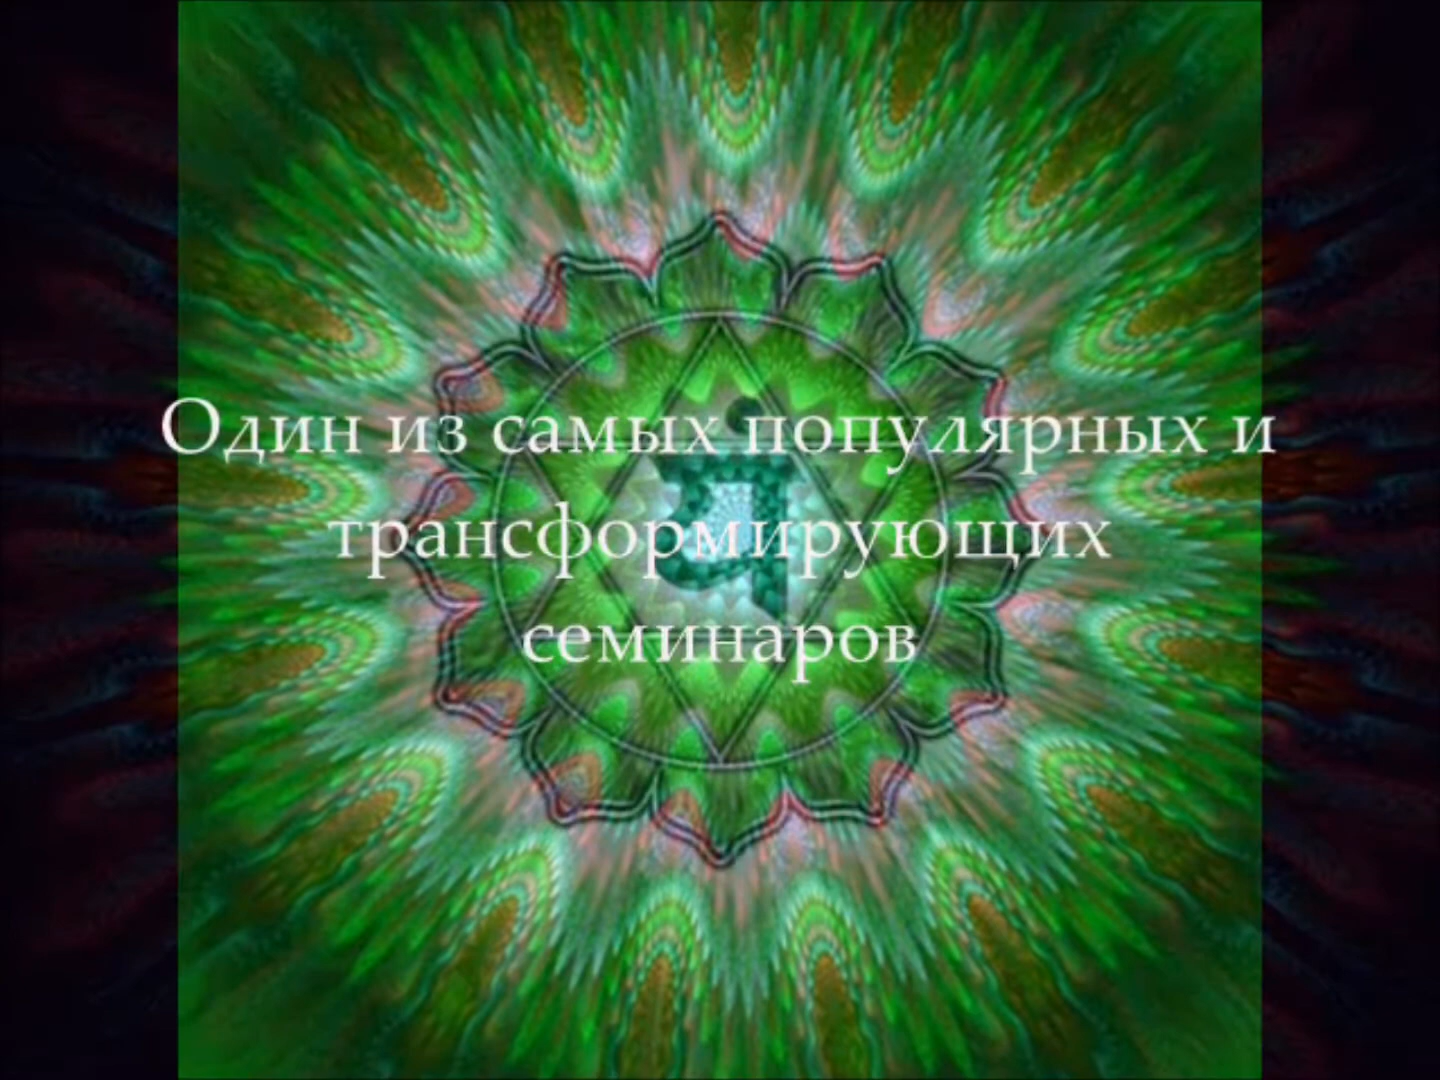 Один из самых популярных и
трансформирующих
семинаров